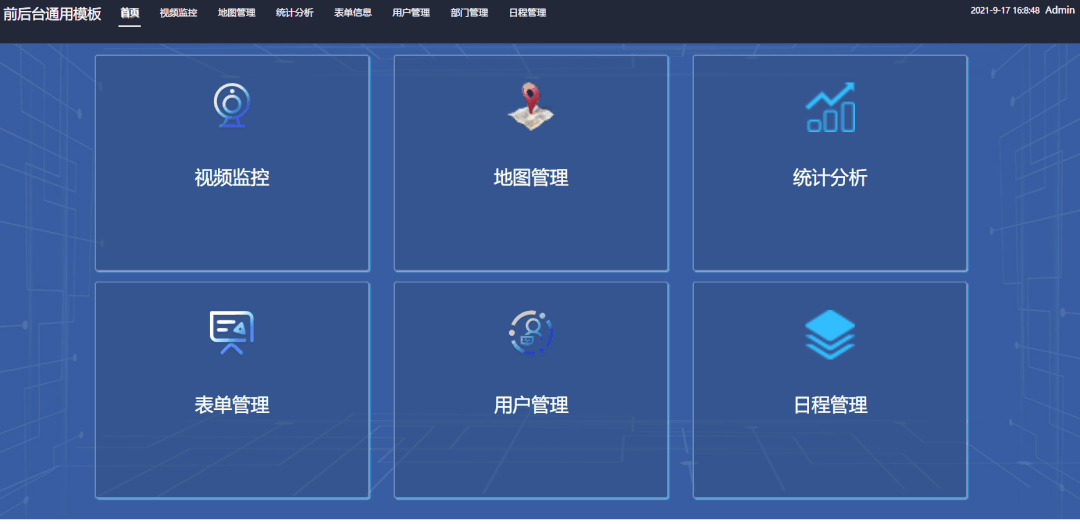 前后台通用模板 首页 视频监控 地图管理 统计分析 表单信息 用户管理 部门管理 日程管理 2021-9-17 16:8:48 Admin
视频监控 地图管理 统计分析
表单管理 用户管理 日程管理